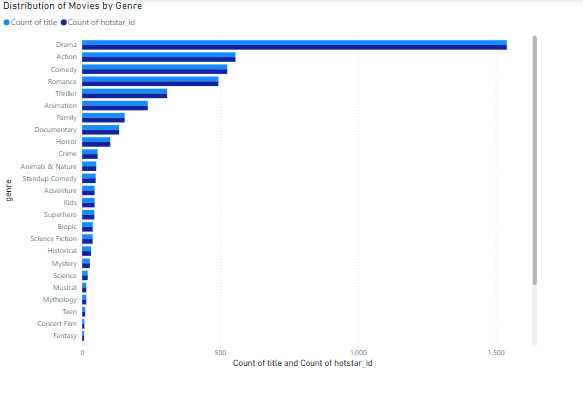 Distribution of Movies by Genre
Count of title Count of hotstar_id
Drama
Action
Comedy
Romance
Thriller
Animation
Family
Documentary
Horror
Crime
Animals & Nature
Standup Comedy
Adventure
Kids
Superhero
Biopic
Science Fiction
Historical
Mystery
Science
Musical
Mythology
Teen
Concert Film
Fantasy
genre
0 500 1,000 1,500
Count of title and Count of hotstar_id